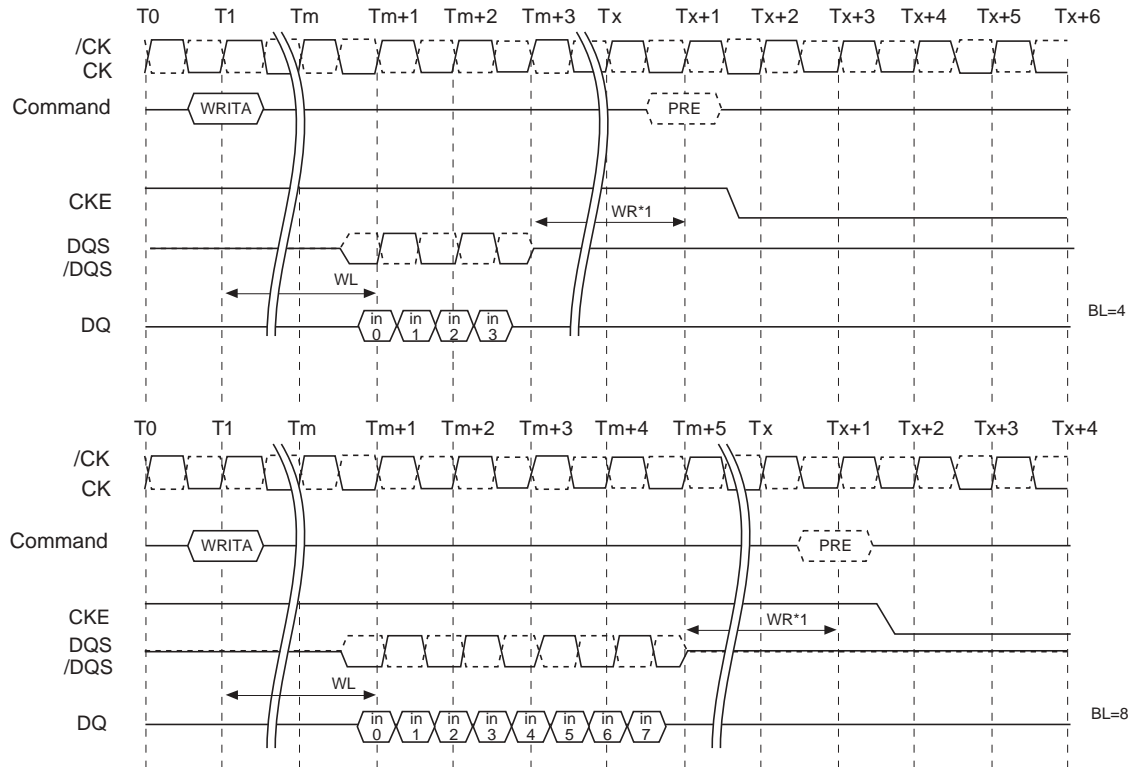 T0 T1 Tm Tm+1 Tm+2 Tm+3 Tx Tx+1 Tx+2 Tx+3 Tx+4 Tx+5 Tx+6
/CK
CK
Command WRITA PRE
CKE
WR*1
DQS
/DQS
WL
DQ in 0 in 1 in 2 in 3 BL=4
T0 T1 Tm Tm+1 Tm+2 Tm+3 Tm+4 Tm+5 Tx Tx+1 Tx+2 Tx+3 Tx+4
/CK
CK
Command WRITA PRE
CKE
WR*1
DQS
/DQS
WL
DQ in 0 in 1 in 2 in 3 in 4 in 5 in 6 in 7 BL=8